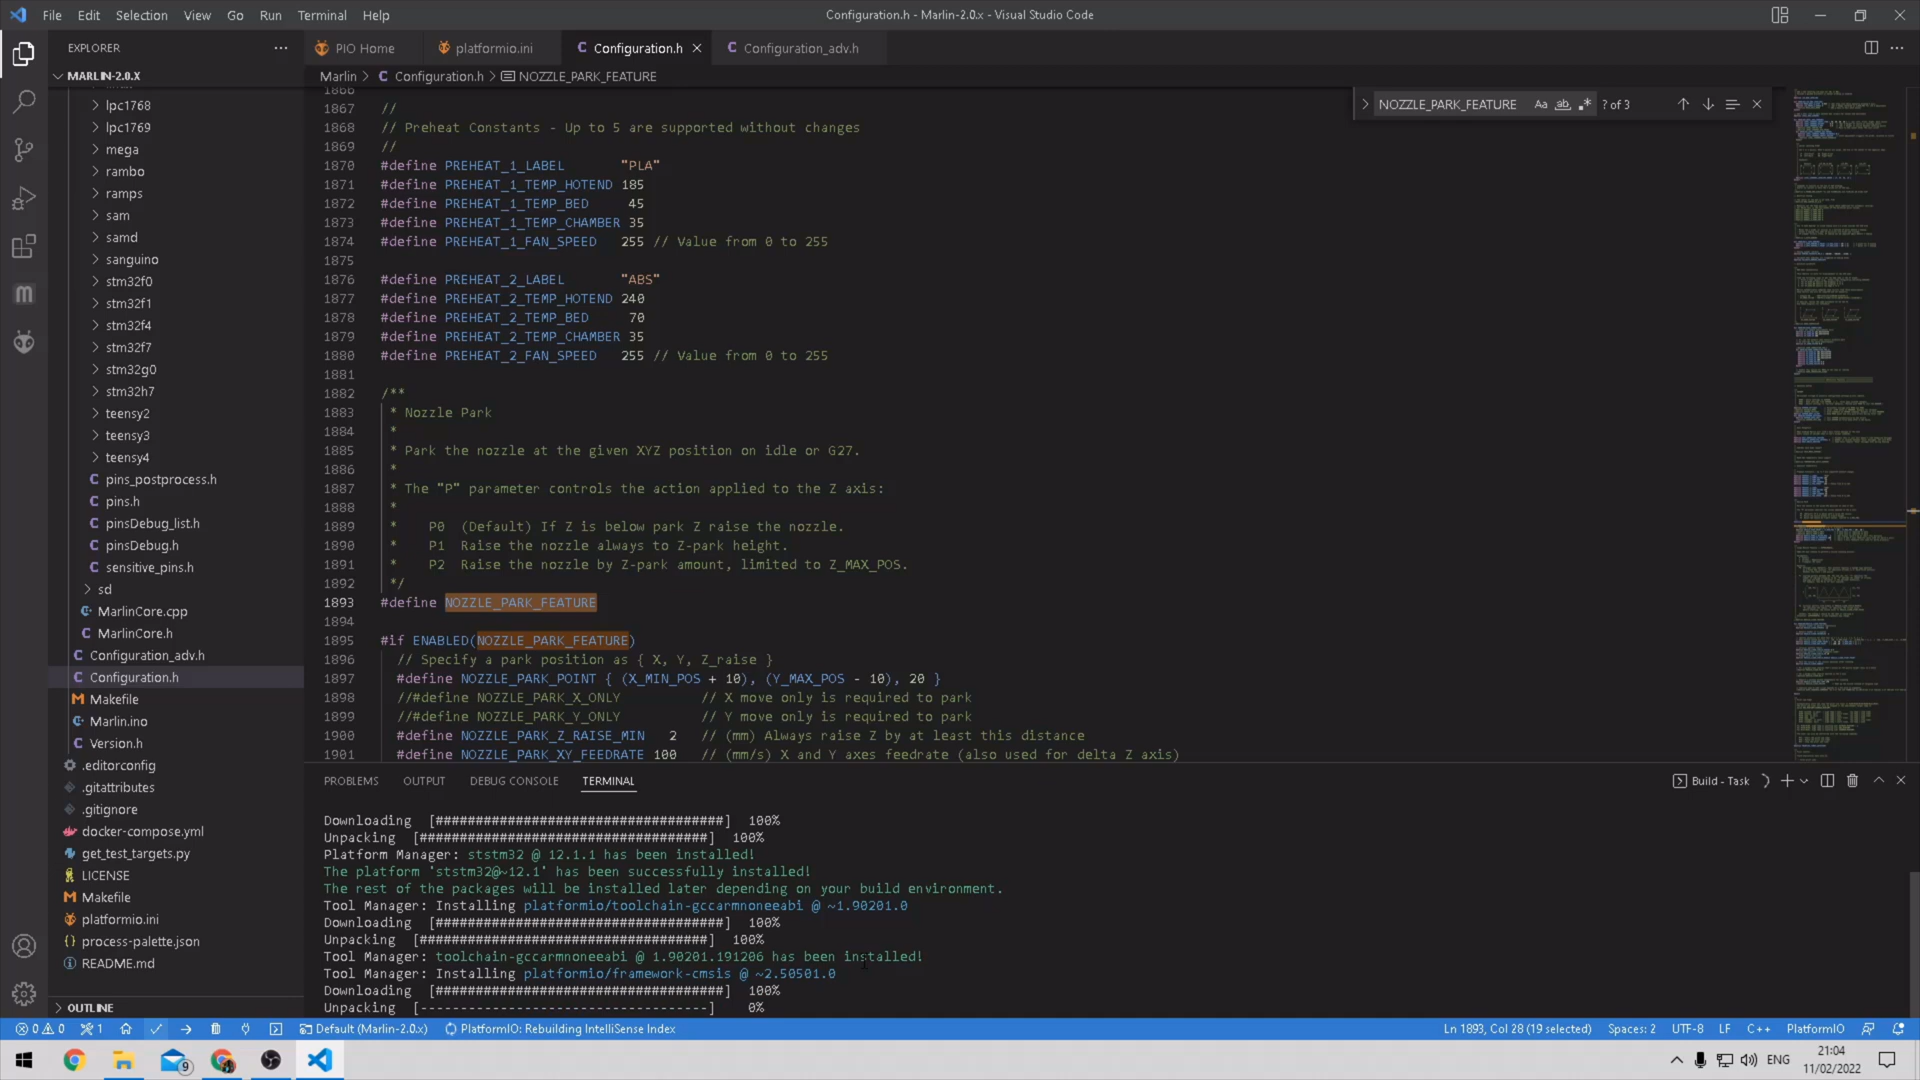 File Edit Selection View Go Run Terminal Help
Configuration.h - Marlin-2.0.x - Visual Studio Code
EXPLORER
PIO Home platformio.ini Configuration.h Configuration_adv.h
MARLIN-2.0.X
Marlin > Configuration.h > NOZZLE_PARK_FEATURE
NOZZLE_PARK_FEATURE Aa ab .* ? of 3
lpc1768
lpc1769
mega
rambo
ramps
sam
samd
sanguino
stm32f0
stm32f1
stm32f4
stm32f7
stm32g0
stm32h7
teensy2
teensy3
teensy4
pins_postprocess.h
pins.h
pinsDebug_list.h
pinsDebug.h
sensitive_pins.h
sd
MarlinCore.cpp
MarlinCore.h
Configuration_adv.h
Configuration.h
Makefile
Marlin.ino
Version.h
.editorconfig
.gitattributes
.gitignore
docker-compose.yml
get_test_targets.py
LICENSE
Makefile
platformio.ini
process-palette.json
README.md
OUTLINE
1866
1867 //
1868 // Preheat Constants - Up to 5 are supported without changes
1869 //
1870 #define PREHEAT_1_LABEL "PLA"
1871 #define PREHEAT_1_TEMP_HOTEND 185
1872 #define PREHEAT_1_TEMP_BED 45
1873 #define PREHEAT_1_TEMP_CHAMBER 35
1874 #define PREHEAT_1_FAN_SPEED 255 // Value from 0 to 255
1875
1876 #define PREHEAT_2_LABEL "ABS"
1877 #define PREHEAT_2_TEMP_HOTEND 240
1878 #define PREHEAT_2_TEMP_BED 70
1879 #define PREHEAT_2_TEMP_CHAMBER 35
1880 #define PREHEAT_2_FAN_SPEED 255 // Value from 0 to 255
1881
1882 /**
1883 * Nozzle Park
1884 *
1885 * Park the nozzle at the given XYZ position on idle or G27.
1886 *
1887 * The "P" parameter controls the action applied to the Z axis:
1888 *
1889 * P0 (Default) If Z is below park Z raise the nozzle.
1890 * P1 Raise the nozzle always to Z-park height.
1891 * P2 Raise the nozzle by Z-park amount, limited to Z_MAX_POS.
1892 */
1893 #define NOZZLE_PARK_FEATURE
1894
1895 #if ENABLED(NOZZLE_PARK_FEATURE)
1896 // Specify a park position as { X, Y, Z_raise }
1897 #define NOZZLE_PARK_POINT { (X_MIN_POS + 10), (Y_MAX_POS - 10), 20 }
1898 //#define NOZZLE_PARK_X_ONLY // X move only is required to park
1899 //#define NOZZLE_PARK_Y_ONLY // Y move only is required to park
1900 #define NOZZLE_PARK_Z_RAISE_MIN 2 // (mm) Always raise Z by at least this distance
1901 #define NOZZLE_PARK_XY_FEEDRATE 100 // (mm/s) X and Y axes feedrate (also used for delta Z axis)
PROBLEMS OUTPUT DEBUG CONSOLE TERMINAL
Build - Task
Downloading [####################################] 100%
Unpacking [####################################] 100%
Platform Manager: ststm32 @ 12.1.1 has been installed!
The platform 'ststm32@~12.1' has been successfully installed!
The rest of the packages will be installed later depending on your build environment.
Tool Manager: Installing platformio/toolchain-gccarmnoneeabi @ ~1.90201.0
Downloading [####################################] 100%
Unpacking [####################################] 100%
Tool Manager: toolchain-gccarmnoneeabi @ 1.90201.191206 has been installed!
Tool Manager: Installing platformio/framework-cmsis @ ~2.50501.0
Downloading [####################################] 100%
Unpacking [------------------------------------] 0%
0 0 1 Default (Marlin-2.0.x) PlatformIO: Rebuilding IntelliSense Index
Ln 1893, Col 28 (19 selected) Spaces: 2 UTF-8 LF C++ PlatformIO
9
ENG
21:04
11/02/2022